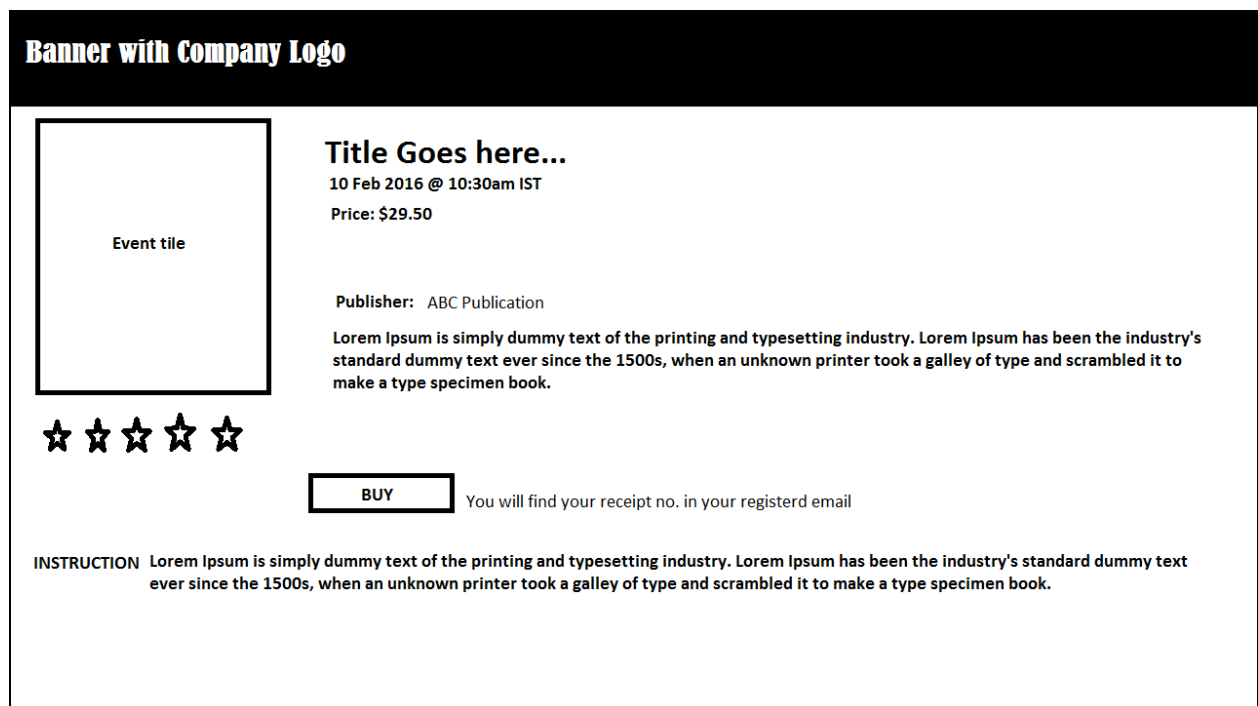 Banner with Company Logo
Title Goes here...
10 Feb 2016 @ 10:30am IST
Price: $29.50
Event tile
Publisher: ABC Publication
Lorem Ipsum is simply dummy text of the printing and typesetting industry. Lorem Ipsum has been the industry's
standard dummy text ever since the 1500s, when an unknown printer took a galley of type and scrambled it to
make a type specimen book.
BUY
You will find your receipt no. in your registerd email
INSTRUCTION Lorem Ipsum is simply dummy text of the printing and typesetting industry. Lorem Ipsum has been the industry's standard dummy text
ever since the 1500s, when an unknown printer took a galley of type and scrambled it to make a type specimen book.